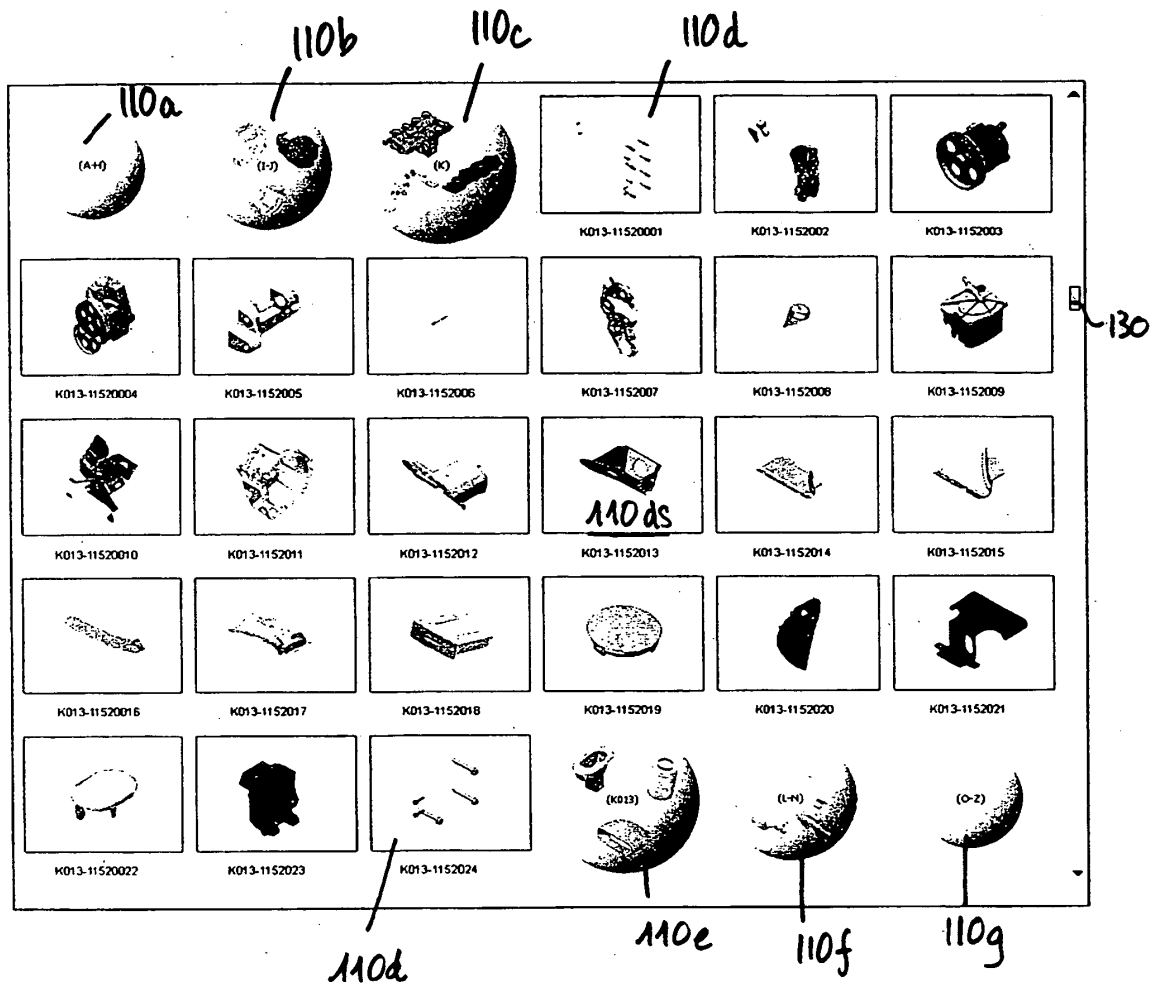 110b 110c 110d
110a
(A+I) (I-J) (K)
K013-11520001 K013-1152002 K013-1152003
130
K013-11520004 K013-1152005 K013-1152006 K013-1152007 K013-1152008 K013-1152009
110ds
K013-11520010 K013-1152011 K013-1152012 K013-1152013 K013-1152014 K013-1152015
K013-11520016 K013-1152017 K013-1152018 K013-1152019 K013-1152020 K013-1152021
(K013) (L-N) (O-Z)
K013-11520022 K013-1152023 K013-1152024
110d 110e 110f 110g